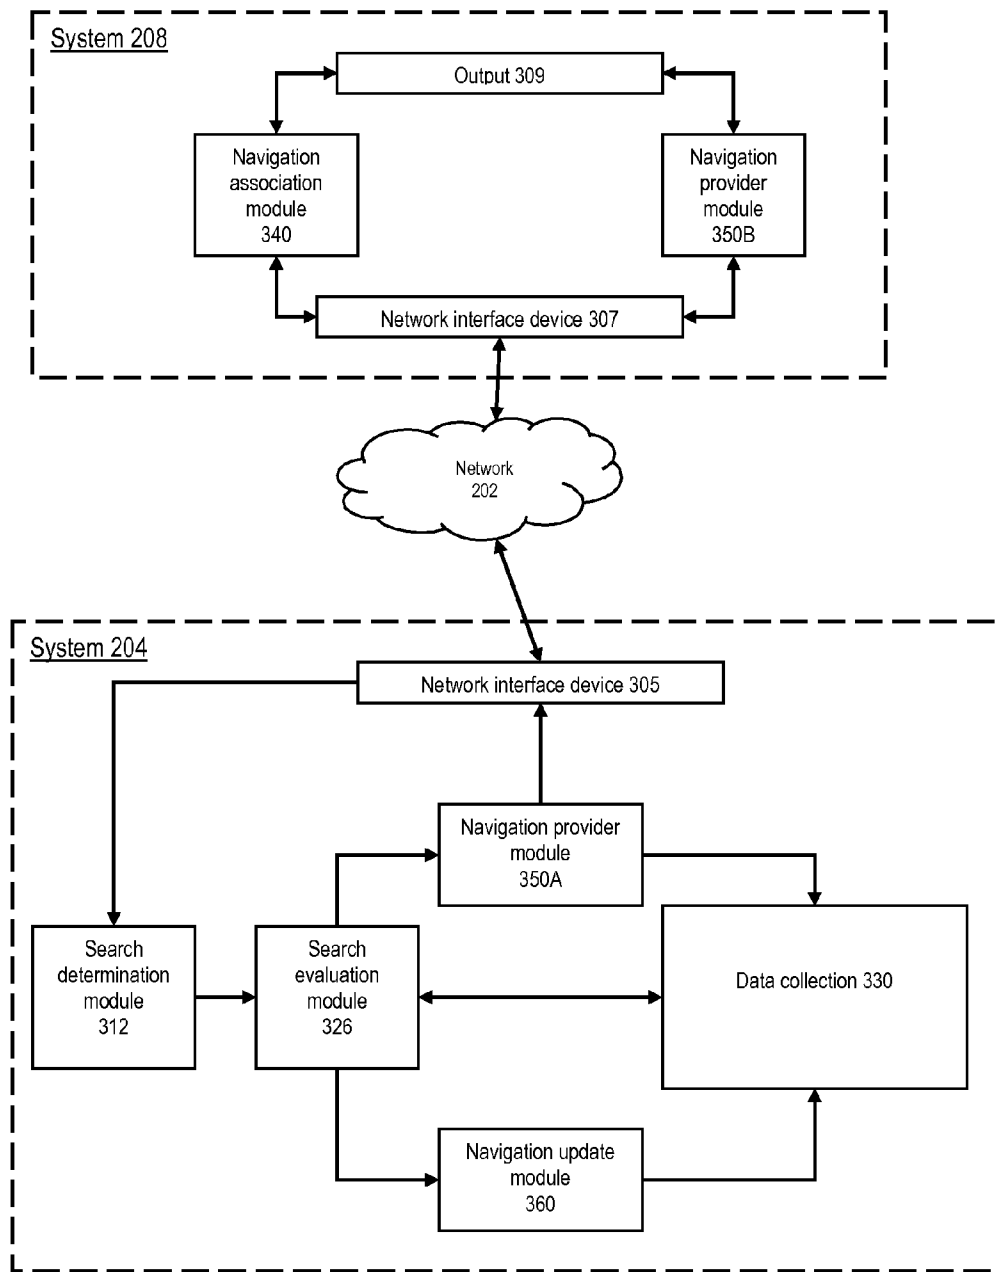 System 208
Output 309
Navigation
association
module
340
Navigation
provider
module
350B
Network interface device 307
Network
202
System 204
Network interface device 305
Navigation provider
module
350A
Search
determination
module
312
Search
evaluation
module
326
Data collection 330
Navigation update
module
360